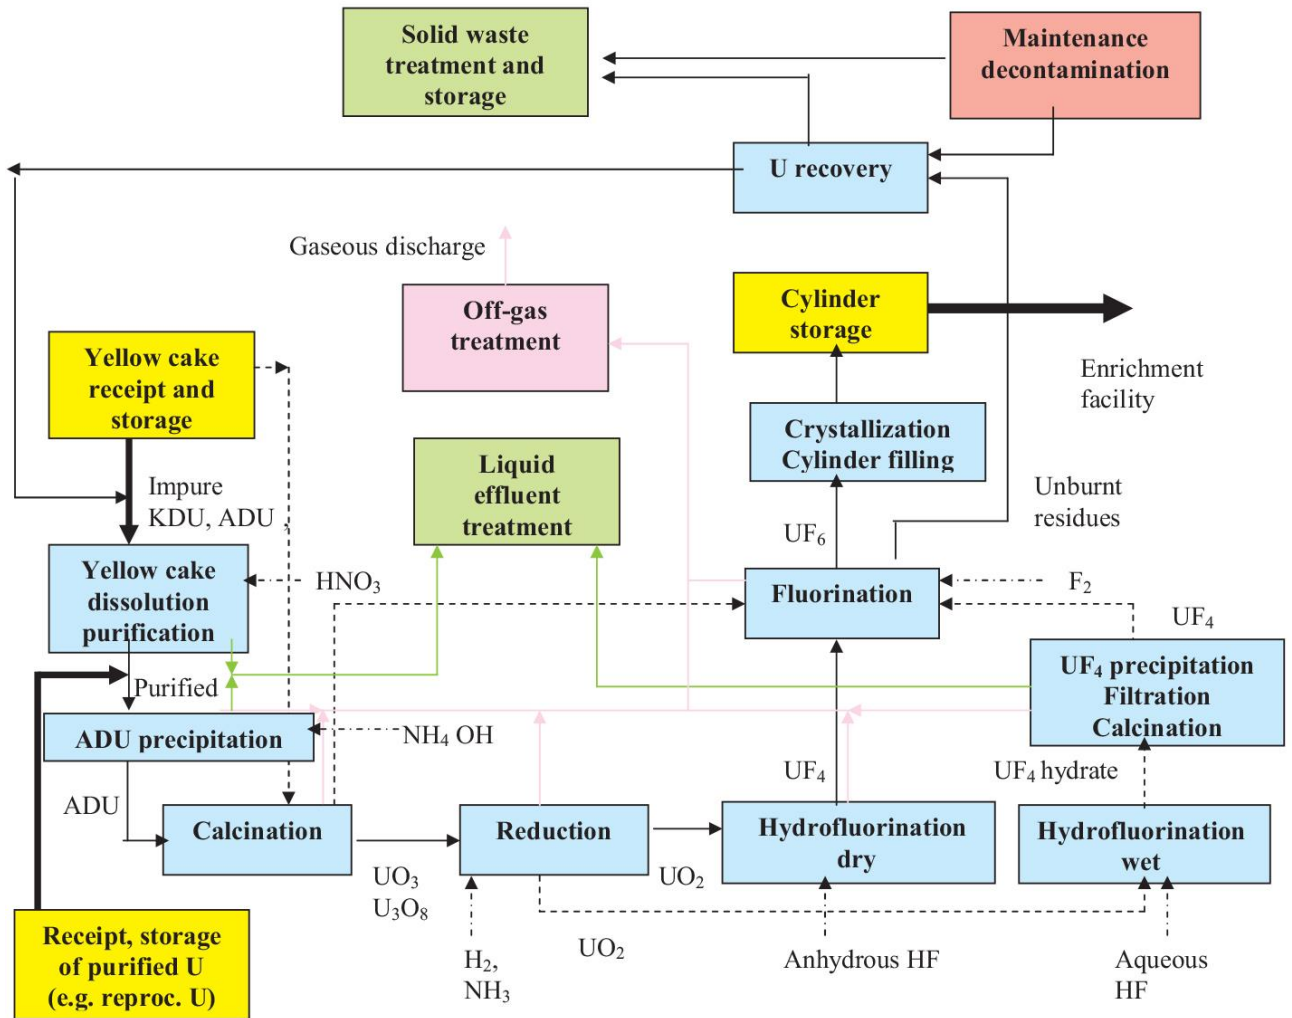 Solid waste
treatment and
storage
Maintenance
decontamination
U recovery
Gaseous discharge
Off-gas
treatment
Cylinder
storage
Enrichment
facility
Yellow cake
receipt and
storage
Crystallization
Cylinder filling
Liquid
effluent
treatment
Impure
KDU, ADU ,
Unburnt
residues
UF₆
Yellow cake
dissolution
purification
HNO₃
Fluorination
F₂
UF₄
UF₄ precipitation
Filtration
Calcination
Purified
ADU precipitation
NH₄ OH
UF₄
UF₄ hydrate
ADU
Calcination
Reduction
Hydrofluorination
dry
Hydrofluorination
wet
UO₃
U₃O₈
UO₂
Receipt, storage
of purified U
(e.g. reproc. U)
H₂,
NH₃
UO₂
Anhydrous HF
Aqueous
HF